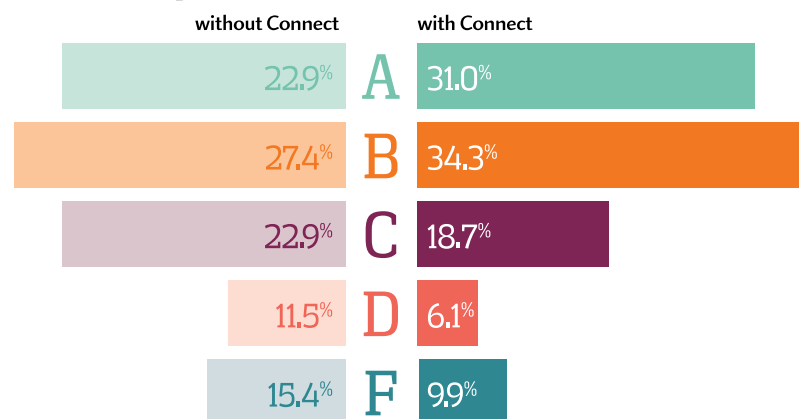 without Connect with Connect
22.9% A 31.0%
27.4% B 34.3%
22.9% C 18.7%
11.5% D 6.1%
15.4% F 9.9%